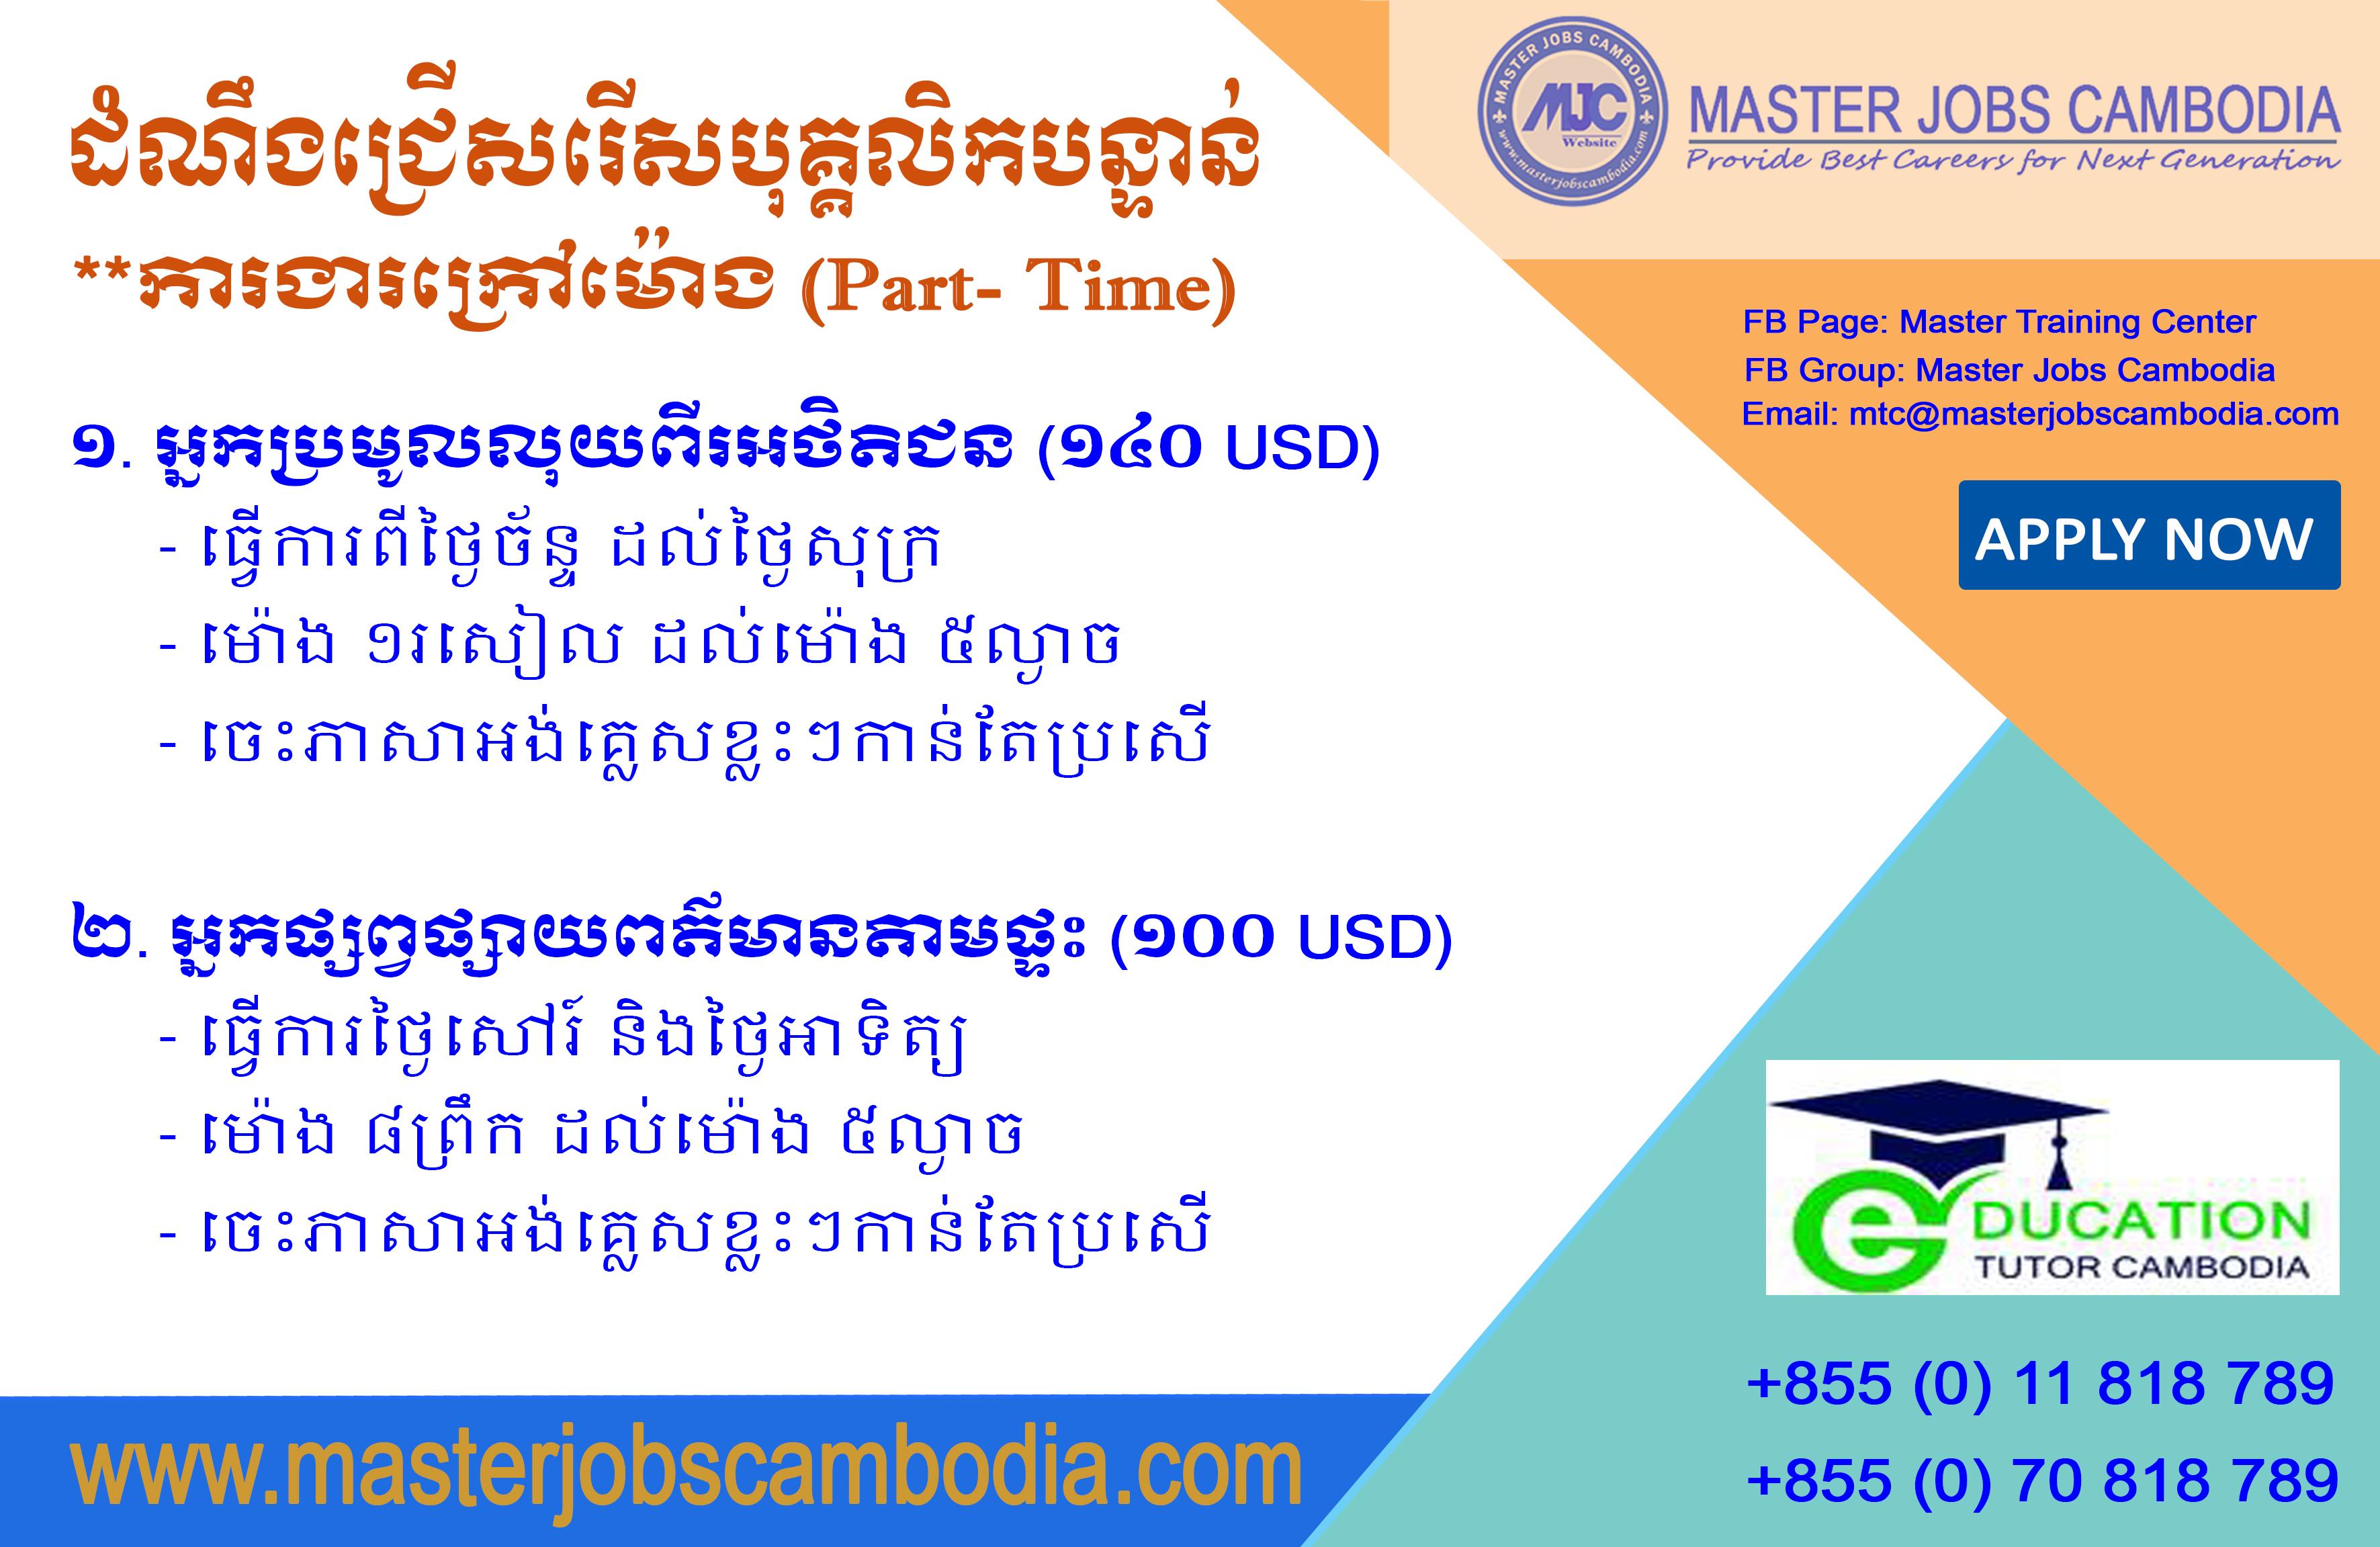 ដំណឹងជ្រើសរើសបុគ្គលិកបន្ទាន់
**ការងារក្រៅម៉ោង (Part- Time)
១. អ្នកប្រមូលលុយពីរអថិតជន (១៤០ USD)
- ធ្វើការពីថ្ងៃច័ន្ទ ដល់ថ្ងៃសុក្រ
- ម៉ោង ១រសៀល ដល់ម៉ោង ៥ល្ងាច
- ចេះភាសាអង់គ្លេសខ្លះៗកាន់តែប្រសើ
២. អ្នកផ្សព្វផ្សាយពត៌មានតាមផ្ទះ (១០០ USD)
- ធ្វើការថ្ងៃសៅរ៍ និងថ្ងៃអាទិត្យ
- ម៉ោង ៨ព្រឹក ដល់ម៉ោង ៥ល្ងាច
- ចេះភាសាអង់គ្លេសខ្លះៗកាន់តែប្រសើ
www.masterjobscambodia.com
MASTER JOBS CAMBODIA
MJC
Website
www.masterjobscambodia.com
MASTER JOBS CAMBODIA
Provide Best Careers for Next Generation
FB Page: Master Training Center
FB Group: Master Jobs Cambodia
Email: mtc@masterjobscambodia.com
APPLY NOW
eDUCATION
TUTOR CAMBODIA
+855 (0) 11 818 789
+855 (0) 70 818 789